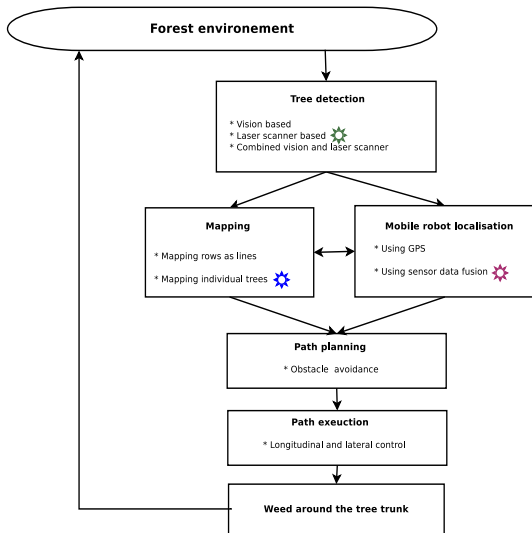 Forest environement
Tree detection
* Vision based
* Laser scanner based
* Combined vision and laser scanner
Mapping
* Mapping rows as lines
* Mapping individual trees
Mobile robot localisation
* Using GPS
* Using sensor data fusion
Path planning
* Obstacle avoidance
Path exeuction
* Longitudinal and lateral control
Weed around the tree trunk